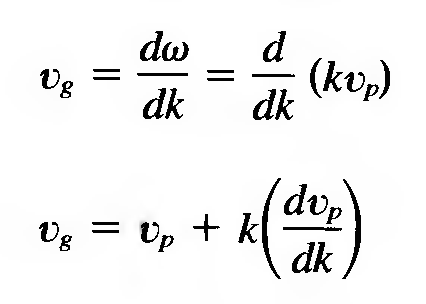 v_g = dω/dk = d/dk (kv_p)
v_g = v_p + k(dv_p/dk)